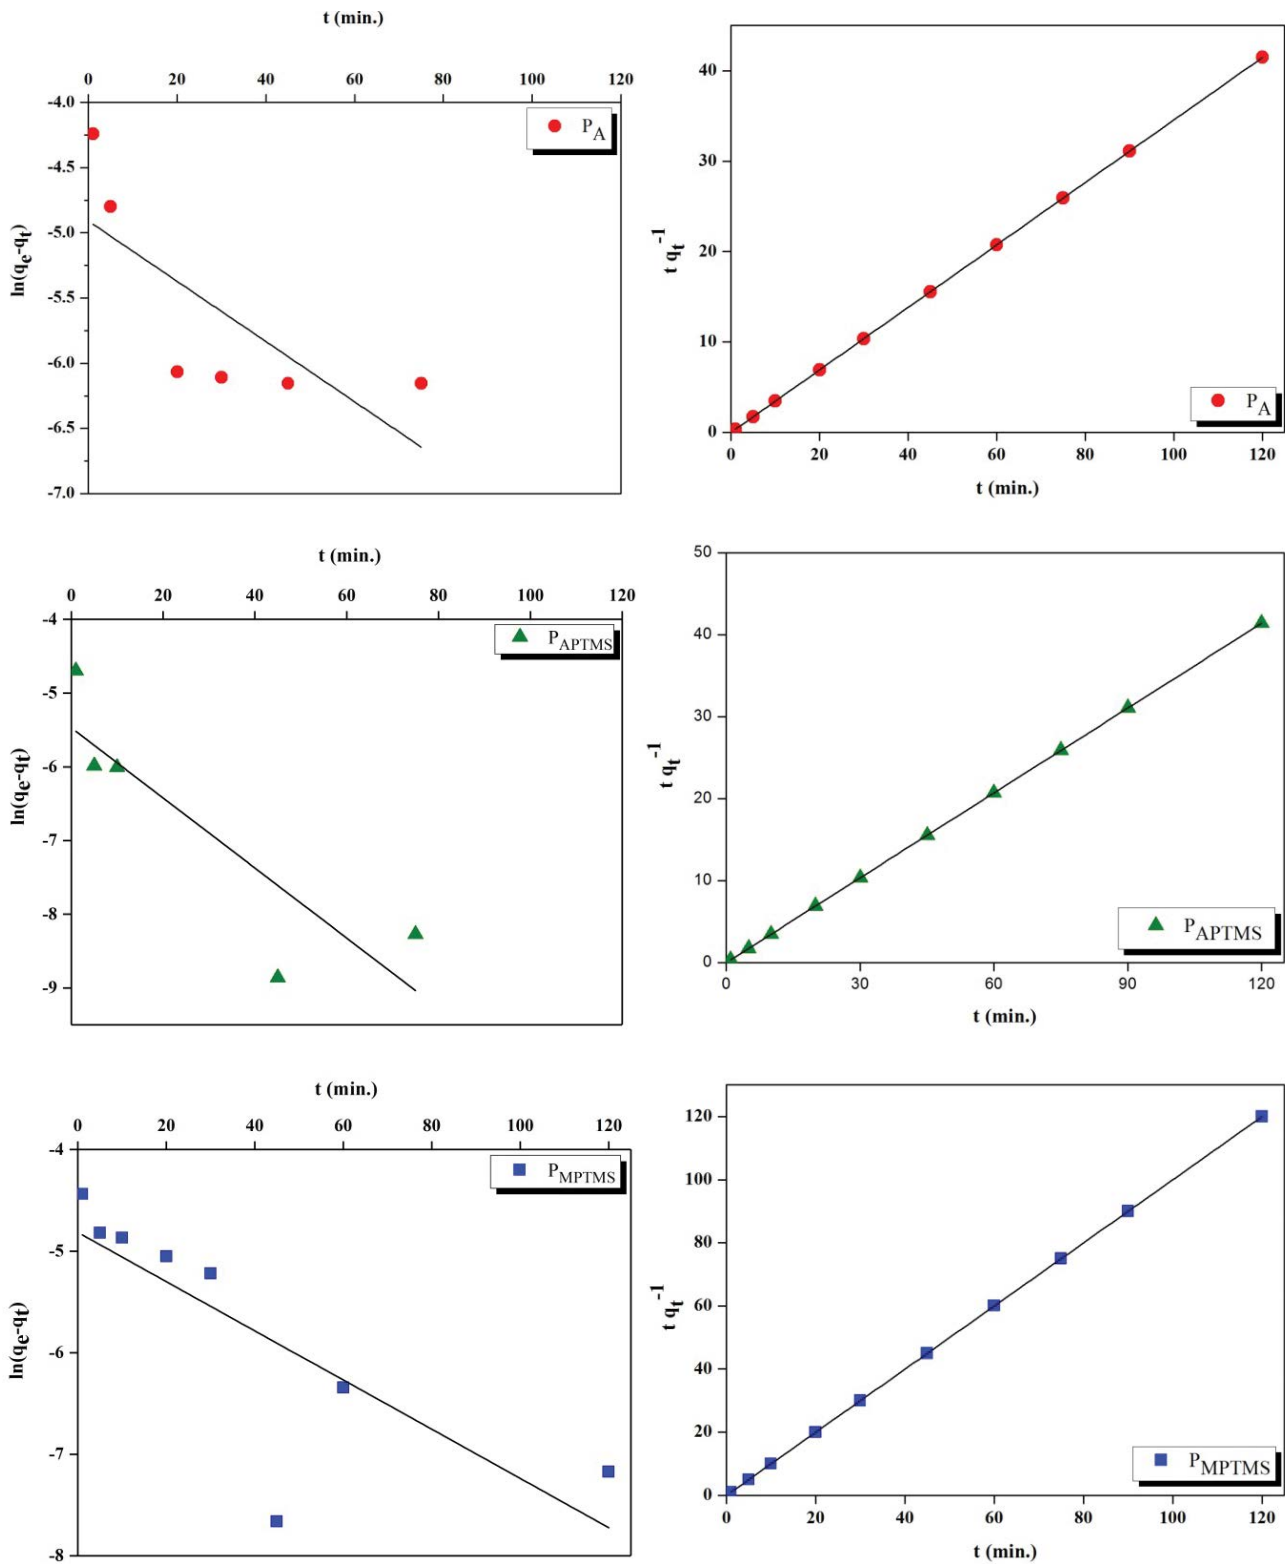 t (min.)
0 20 40 60 80 100 120
-4.0
-4.5
-5.0
-5.5
-6.0
-6.5
-7.0
ln(qe-qt)
PA
40
30
20
10
0
t qt-1
PA
0 20 40 60 80 100 120
t (min.)
t (min.)
0 20 40 60 80 100 120
-4
-5
-6
-7
-8
-9
ln(qe-qt)
PAPTMS
50
40
30
20
10
0
t qt-1
PAPTMS
0 30 60 90 120
t (min.)
t (min.)
0 20 40 60 80 100 120
-4
-5
-6
-7
-8
ln(qe-qt)
PMPTMS
120
100
80
60
40
20
0
t qt-1
PMPTMS
0 20 40 60 80 100 120
t (min.)